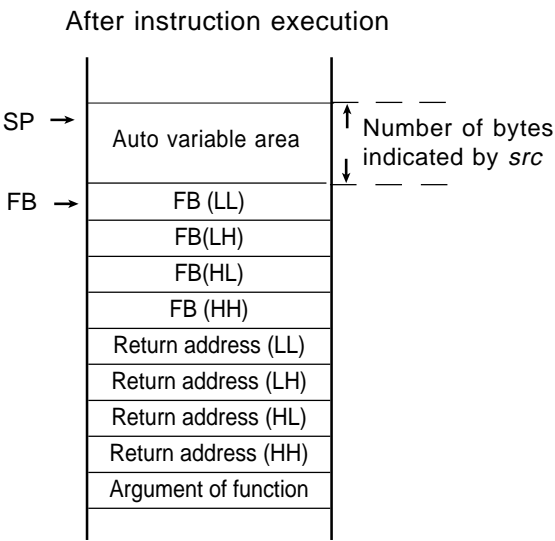 After instruction execution
SP
Auto variable area
Number of bytes
indicated by src
FB
FB (LL)
FB(LH)
FB(HL)
FB (HH)
Return address (LL)
Return address (LH)
Return address (HL)
Return address (HH)
Argument of function